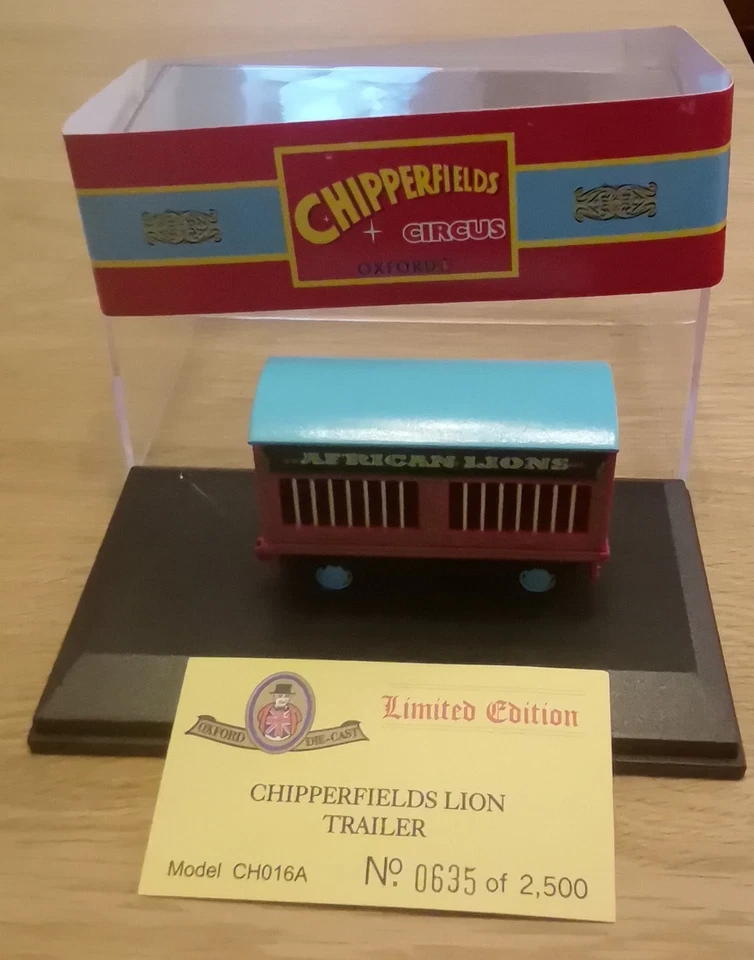 CHIPPERFIELDS
CIRCUS
OXFORD
AFRICAN LIONS
OXFORD DIE-CAST
Limited Edition
CHIPPERFIELDS LION
TRAILER
Model CH016A Nº 0635 of 2,500